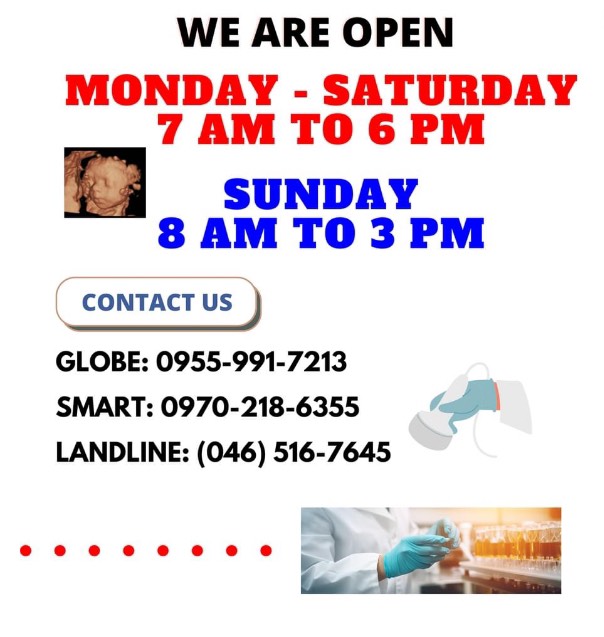 WE ARE OPEN
MONDAY - SATURDAY
7 AM TO 6 PM
SUNDAY
8 AM TO 3 PM
CONTACT US
GLOBE: 0955-991-7213
SMART: 0970-218-6355
LANDLINE: (046) 516-7645